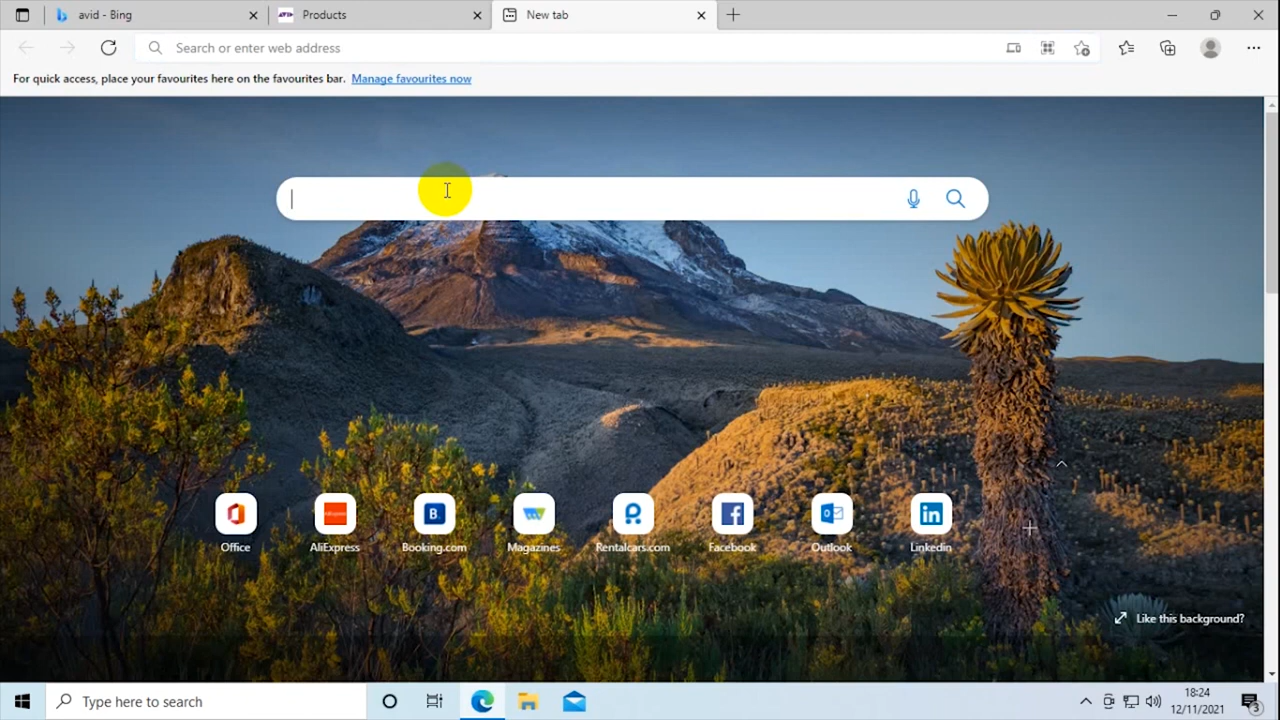 avid - Bing
Products
New tab
Search or enter web address
For quick access, place your favourites here on the favourites bar. Manage favourites now
Office
AliExpress
Booking.com
Magazines
Rentalcars.com
Facebook
Outlook
Linkedin
Like this background?
Type here to search
18:24
12/11/2021
3